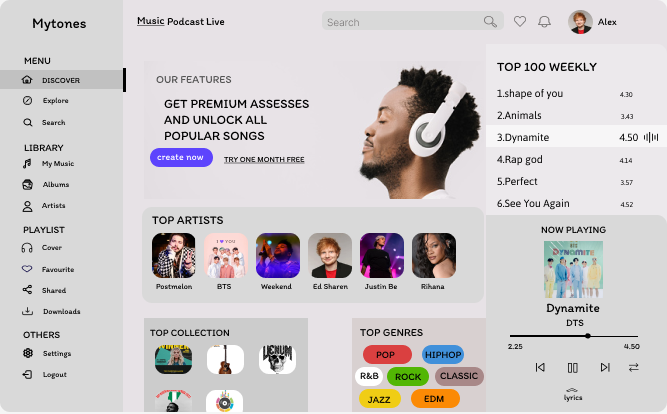 Mytones
Music Podcast Live
Search
Alex
MENU
DISCOVER
Explore
Search
LIBRARY
My Music
Albums
Artists
PLAYLIST
Cover
Favourite
Shared
Downloads
OTHERS
Settings
Logout
OUR FEATURES
GET PREMIUM ASSESSES
AND UNLOCK ALL
POPULAR SONGS
create now
TRY ONE MONTH FREE
TOP ARTISTS
I ♥ YOU
Postmelon
BTS
Weekend
Ed Sharen
Justin Be
Rihana
TOP COLLECTION
VENUM
TOP GENRES
POP
HIPHOP
R&B
ROCK
CLASSIC
JAZZ
EDM
TOP 100 WEEKLY
1.shape of you 4.30
2.Animals 3.43
3.Dynamite 4.50
4.Rap god 4.14
5.Perfect 3.57
6.See You Again 4.52
NOW PLAYING
BTS
DYNAMITE
Dynamite
DTS
2.25 4.50
lyrics